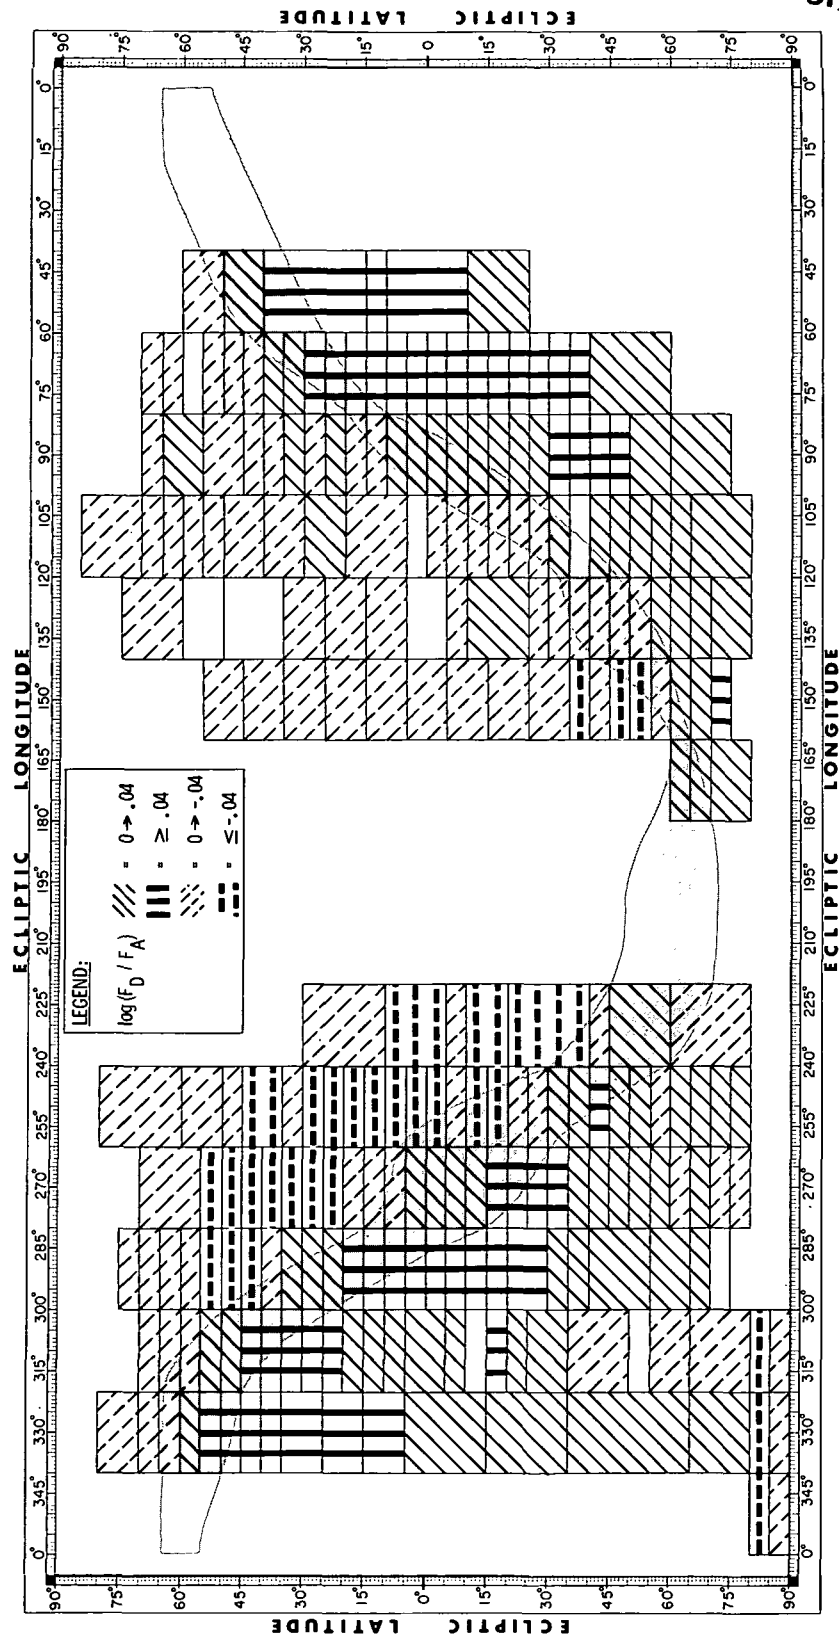 ECLIPTIC LONGITUDE ECLIPTIC LONGITUDE
0° 345° 330° 315° 300° 285° 270° 255° 240° 225° 210° 195° 180° 165° 150° 135° 120° 105° 90° 75° 60° 45° 30° 15° 0°
ECLIPTIC LATITUDE
90° 75° 60° 45° 30° 15° 0° 15° 30° 45° 60° 75° 90°
LEGEND:
log (F_D / F_A)
= 0→.04
= ≥ .04
= 0→-.04
= ≤ -.04
90° 75° 60° 45° 30° 15° 0° 15° 30° 45° 60° 75° 90°
ECLIPTIC LATITUDE
0° 345° 330° 315° 300° 285° 270° 255° 240° 225° 210° 195° 180° 165° 150° 135° 120° 105° 90° 75° 60° 45° 30° 15° 0°
ECLIPTIC LONGITUDE ECLIPTIC LONGITUDE